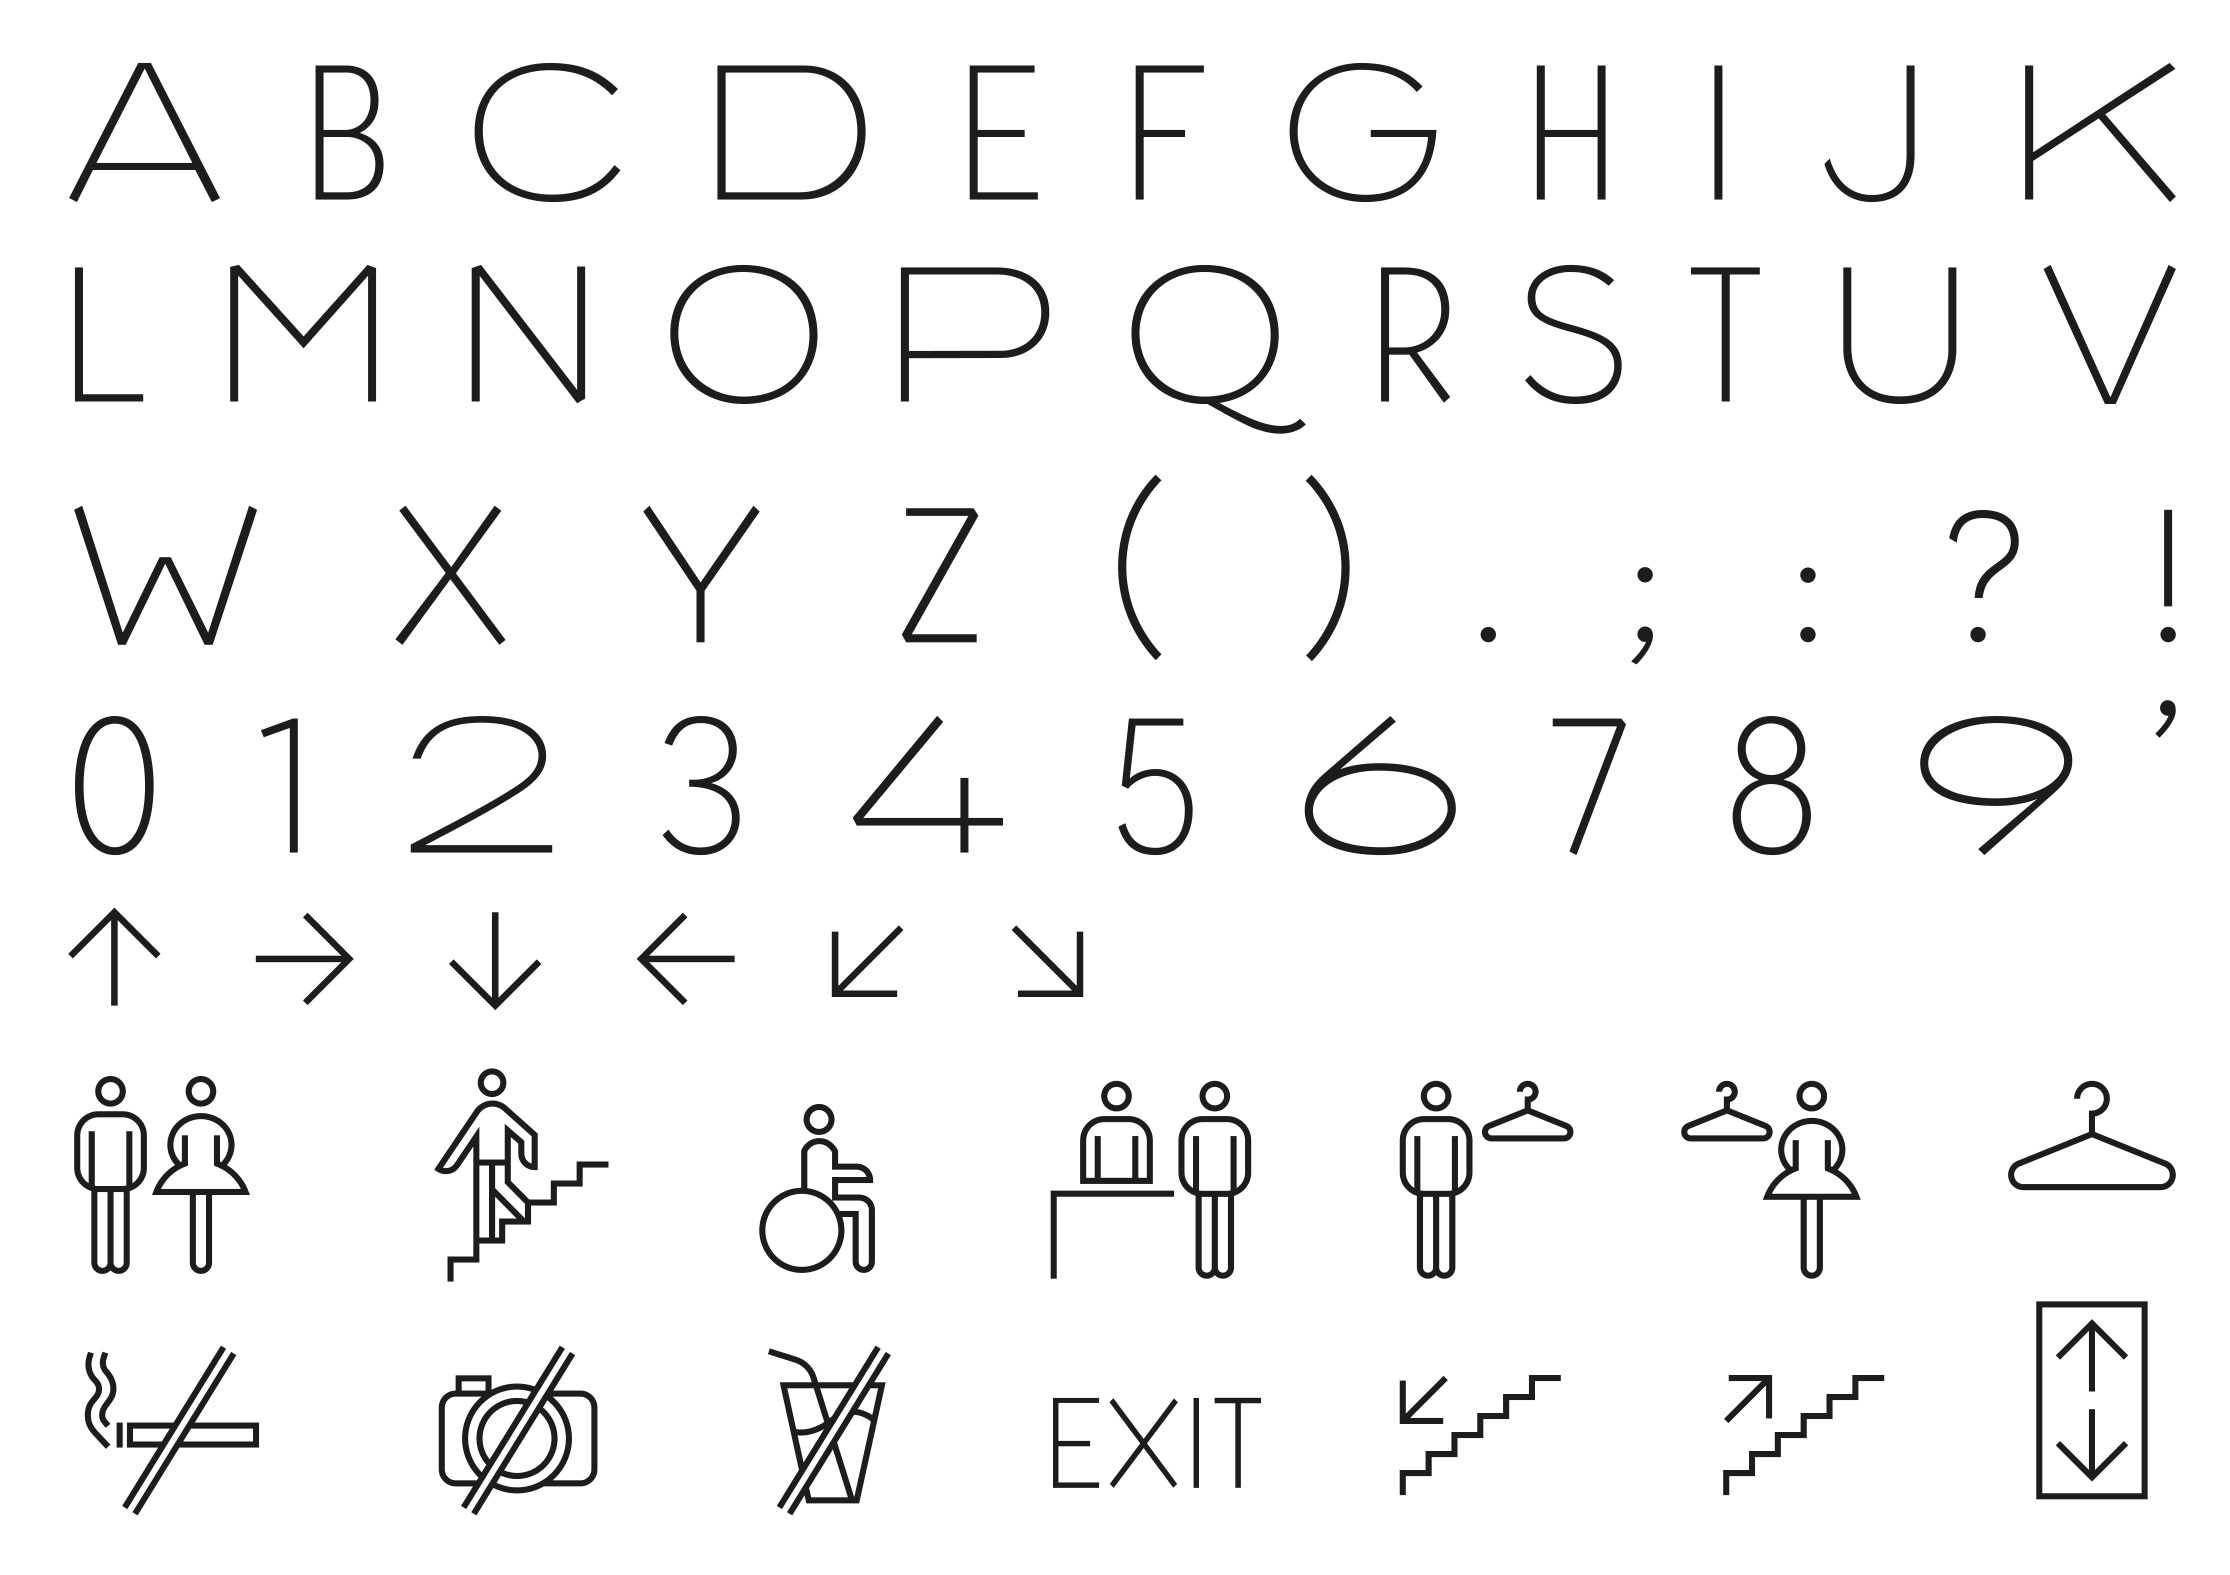 A B C D E F G H I J K
L M N O P Q R S T U V
W X Y Z ( ) . ; : ? !
0 1 2 3 4 5 6 7 8 9 ,
↑ → ↓ ← ↙ ↘
EXIT